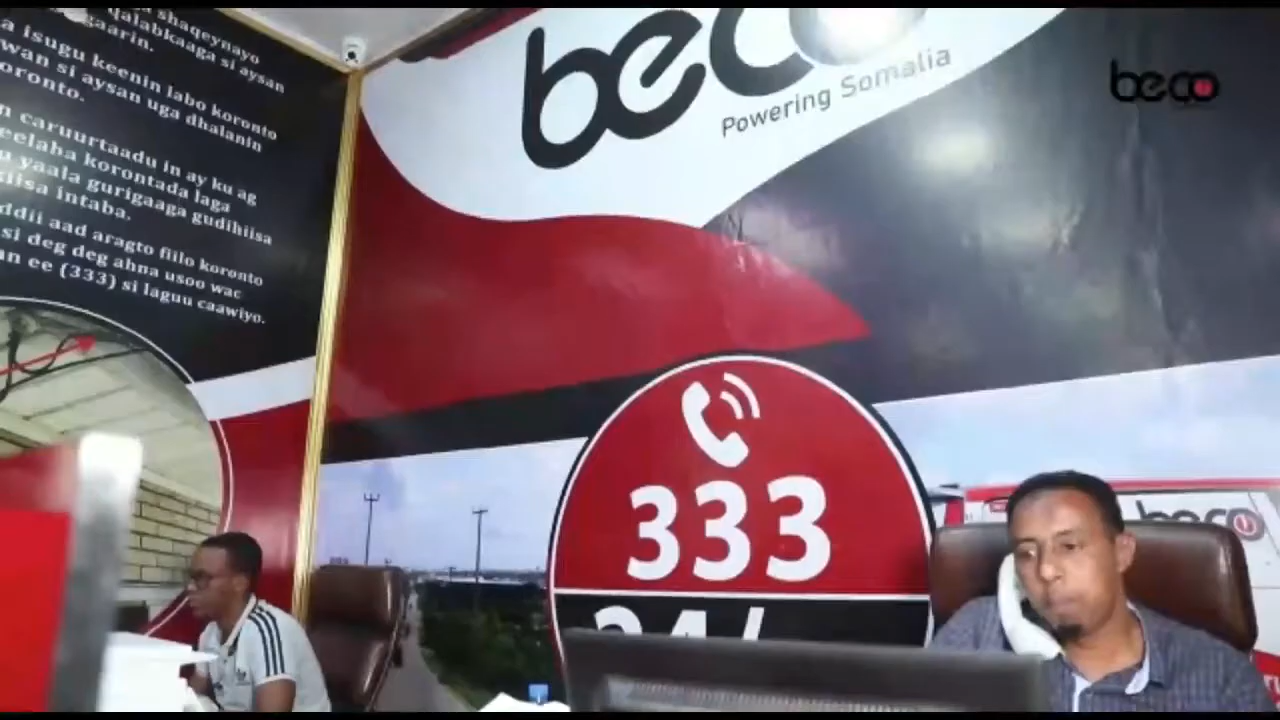 shaqeynayo
qalabkaaga si aysan
gaarin.
a isugu keenin labo koronto
wan si aysan uga dhalanin
oronto.
n caruurtaadu in ay ku ag
eelaha korontada laga
u yaala gurigaaga gudihiisa
giisa intaba.
ddii aad aragto fiilo koronto
si deg deg ahna usoo wac
an ee (333) si laguu caawiyo.
beco
Powering Somalia
beco
333
24/
beco